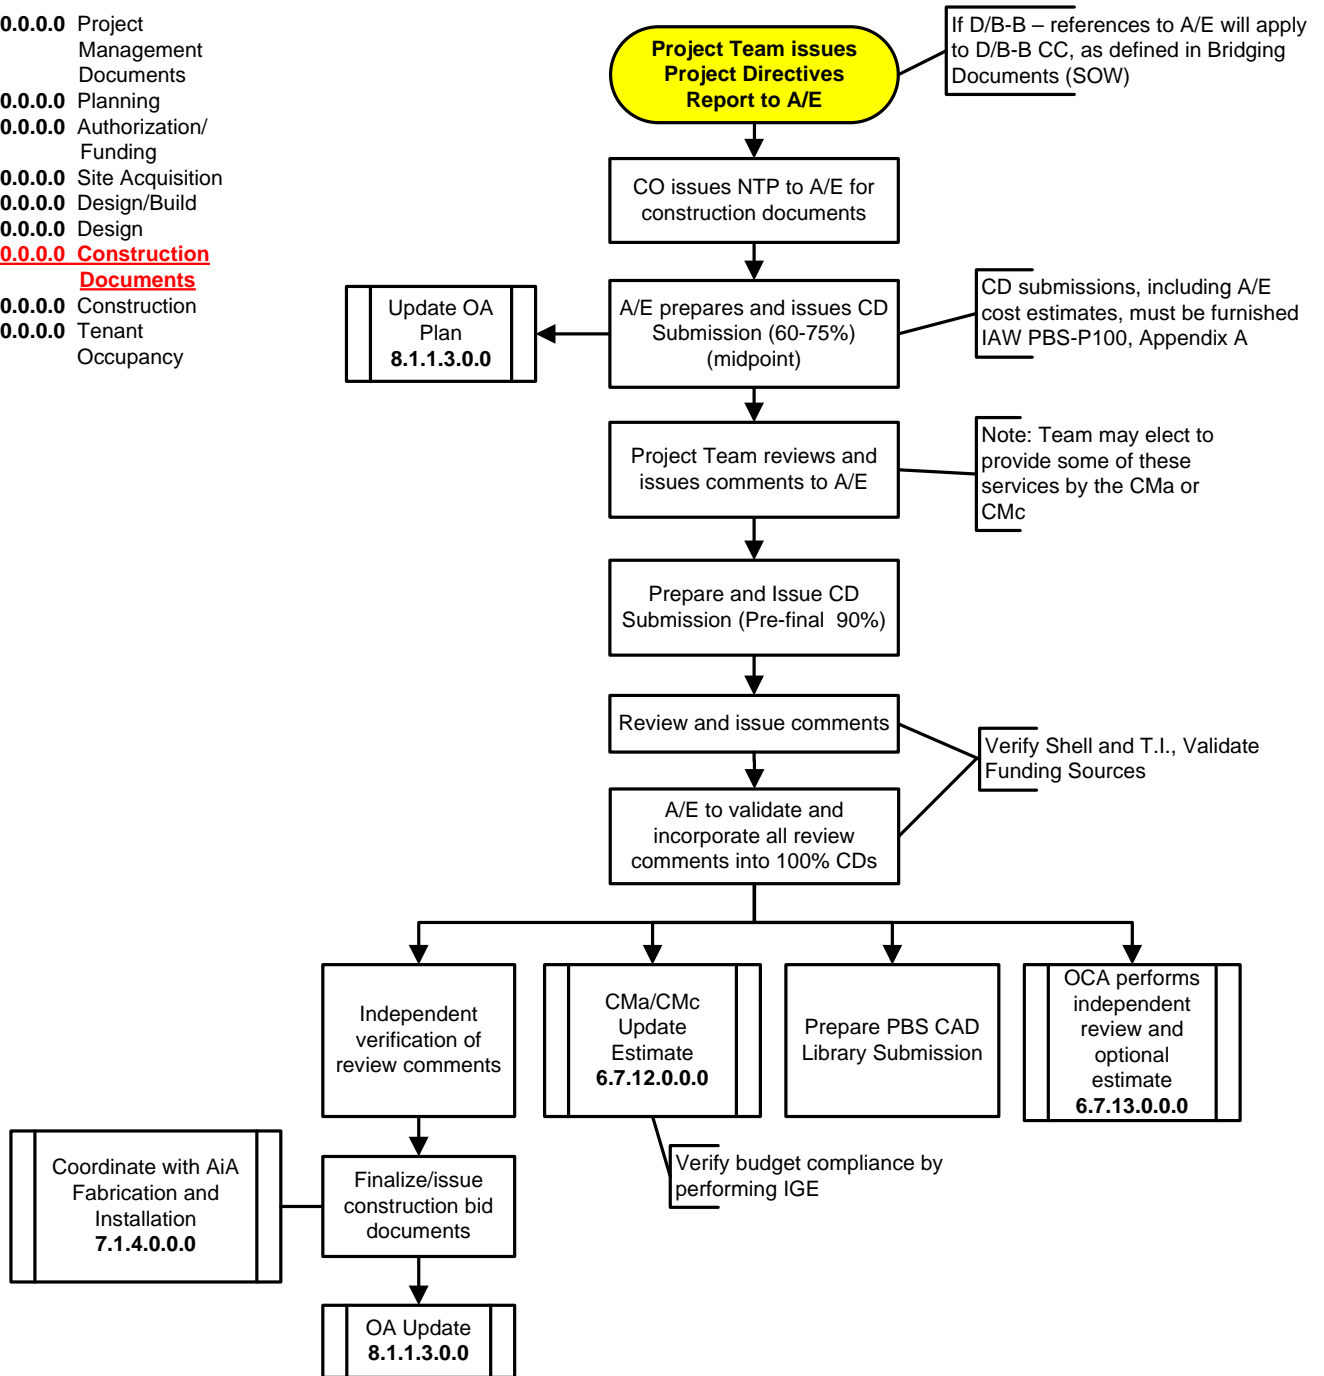 0.0.0.0 Project
Management
Documents
0.0.0.0 Planning
0.0.0.0 Authorization/
Funding
0.0.0.0 Site Acquisition
0.0.0.0 Design/Build
0.0.0.0 Design
0.0.0.0 Construction
Documents
0.0.0.0 Construction
0.0.0.0 Tenant
Occupancy
Project Team issues
Project Directives
Report to A/E
If D/B-B – references to A/E will apply
to D/B-B CC, as defined in Bridging
Documents (SOW)
CO issues NTP to A/E for
construction documents
Update OA
Plan
8.1.1.3.0.0
A/E prepares and issues CD
Submission (60-75%)
(midpoint)
CD submissions, including A/E
cost estimates, must be furnished
IAW PBS-P100, Appendix A
Project Team reviews and
issues comments to A/E
Note: Team may elect to
provide some of these
services by the CMa or
CMc
Prepare and Issue CD
Submission (Pre-final 90%)
Review and issue comments
Verify Shell and T.I., Validate
Funding Sources
A/E to validate and
incorporate all review
comments into 100% CDs
Independent
verification of
review comments
CMa/CMc
Update
Estimate
6.7.12.0.0.0
Prepare PBS CAD
Library Submission
OCA performs
independent
review and
optional
estimate
6.7.13.0.0.0
Coordinate with AiA
Fabrication and
Installation
7.1.4.0.0.0
Finalize/issue
construction bid
documents
Verify budget compliance by
performing IGE
OA Update
8.1.1.3.0.0